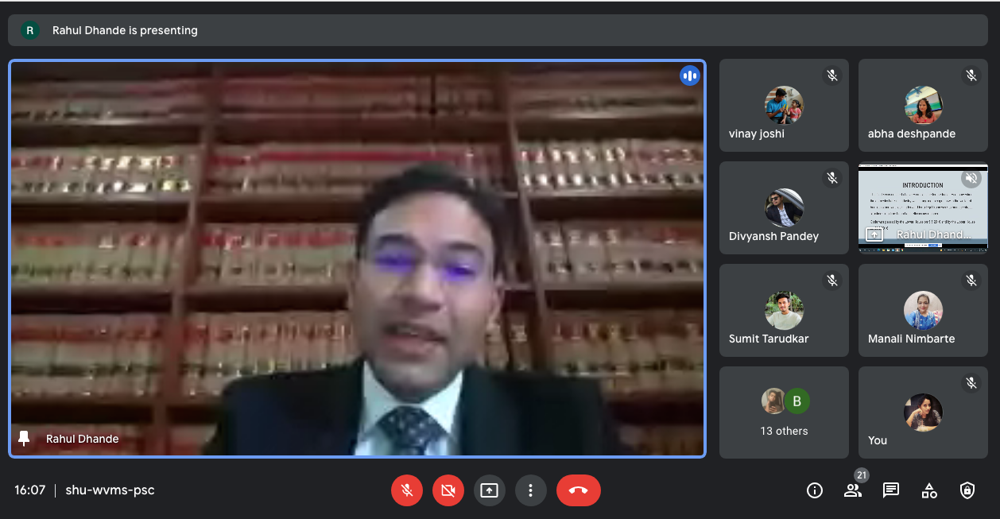 R
Rahul Dhande is presenting
Rahul Dhande
vinay joshi
abha deshpande
Divyansh Pandey
INTRODUCTION
Rahul Dhand...
Sumit Tarudkar
Manali Nimbarte
B
13 others
You
16:07 | shu-wvms-psc
21